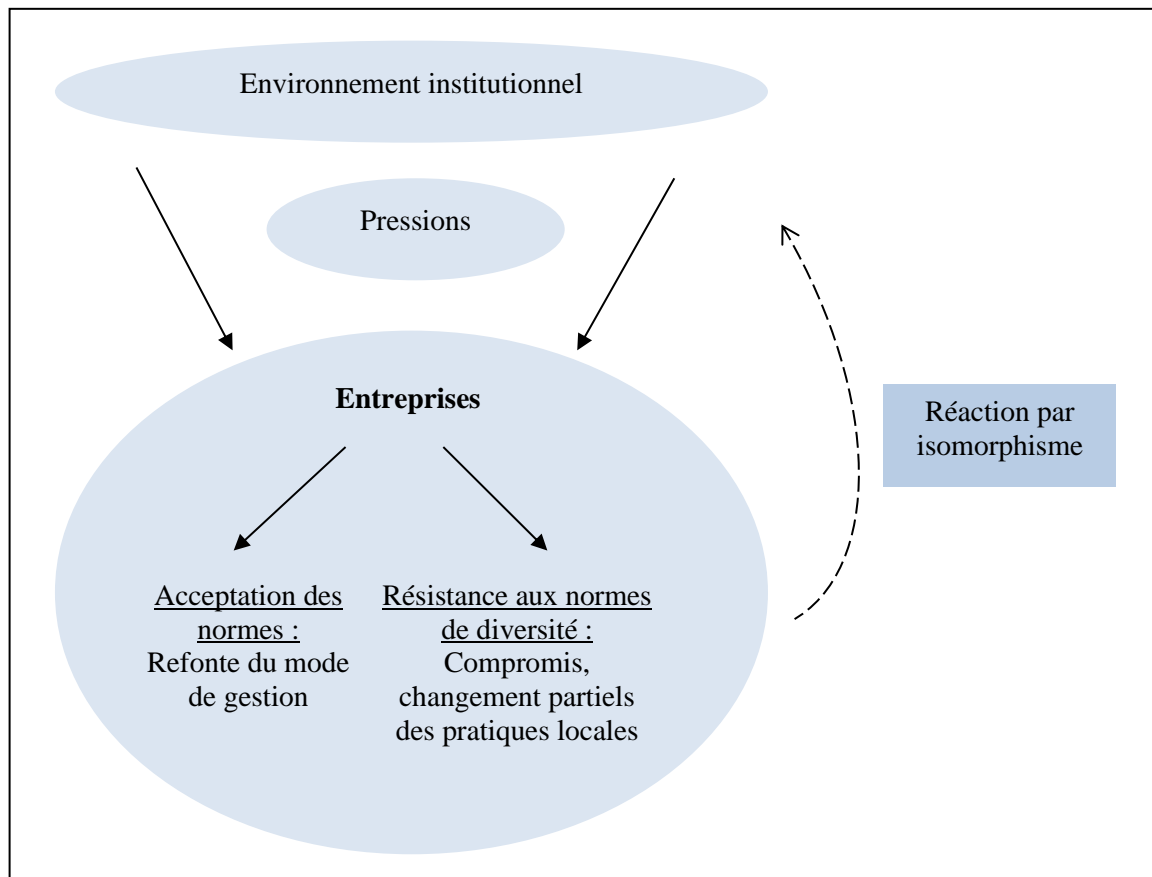 Environnement institutionnel
Pressions
Entreprises
Réaction par
isomorphisme
Acceptation des
normes :
Refonte du mode
de gestion
Résistance aux normes
de diversité :
Compromis,
changement partiels
des pratiques locales